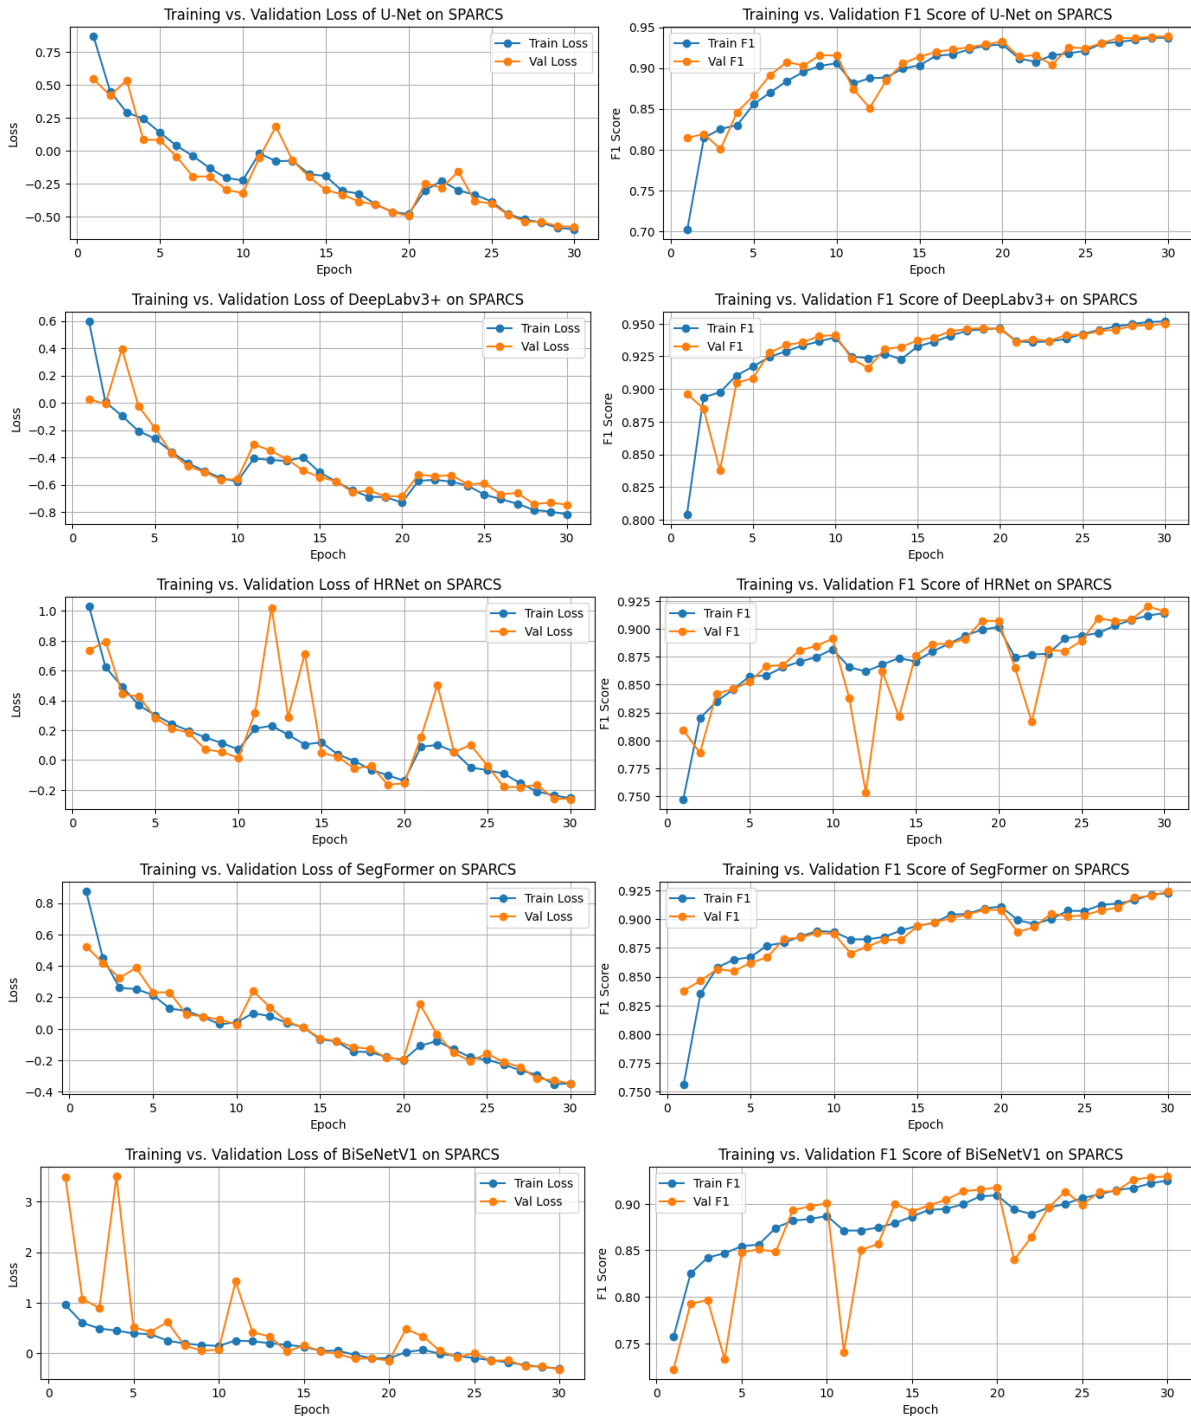 Training vs. Validation Loss of U-Net on SPARCS
Train Loss
Val Loss
0.75
0.50
0.25
0.00
−0.25
−0.50
Loss
0 5 10 15 20 25 30
Epoch
Training vs. Validation F1 Score of U-Net on SPARCS
Train F1
Val F1
0.95
0.90
0.85
0.80
0.75
0.70
F1 Score
0 5 10 15 20 25 30
Epoch
Training vs. Validation Loss of DeepLabv3+ on SPARCS
Train Loss
Val Loss
0.6
0.4
0.2
0.0
−0.2
−0.4
−0.6
−0.8
Loss
0 5 10 15 20 25 30
Epoch
Training vs. Validation F1 Score of DeepLabv3+ on SPARCS
Train F1
Val F1
0.950
0.925
0.900
0.875
0.850
0.825
0.800
F1 Score
0 5 10 15 20 25 30
Epoch
Training vs. Validation Loss of HRNet on SPARCS
Train Loss
Val Loss
1.0
0.8
0.6
0.4
0.2
0.0
−0.2
Loss
0 5 10 15 20 25 30
Epoch
Training vs. Validation F1 Score of HRNet on SPARCS
Train F1
Val F1
0.925
0.900
0.875
0.850
0.825
0.800
0.775
0.750
F1 Score
0 5 10 15 20 25 30
Epoch
Training vs. Validation Loss of SegFormer on SPARCS
Train Loss
Val Loss
0.8
0.6
0.4
0.2
0.0
−0.2
−0.4
Loss
0 5 10 15 20 25 30
Epoch
Training vs. Validation F1 Score of SegFormer on SPARCS
Train F1
Val F1
0.925
0.900
0.875
0.850
0.825
0.800
0.775
0.750
F1 Score
0 5 10 15 20 25 30
Epoch
Training vs. Validation Loss of BiSeNetV1 on SPARCS
Train Loss
Val Loss
3
2
1
0
Loss
0 5 10 15 20 25 30
Epoch
Training vs. Validation F1 Score of BiSeNetV1 on SPARCS
Train F1
Val F1
0.90
0.85
0.80
0.75
F1 Score
0 5 10 15 20 25 30
Epoch